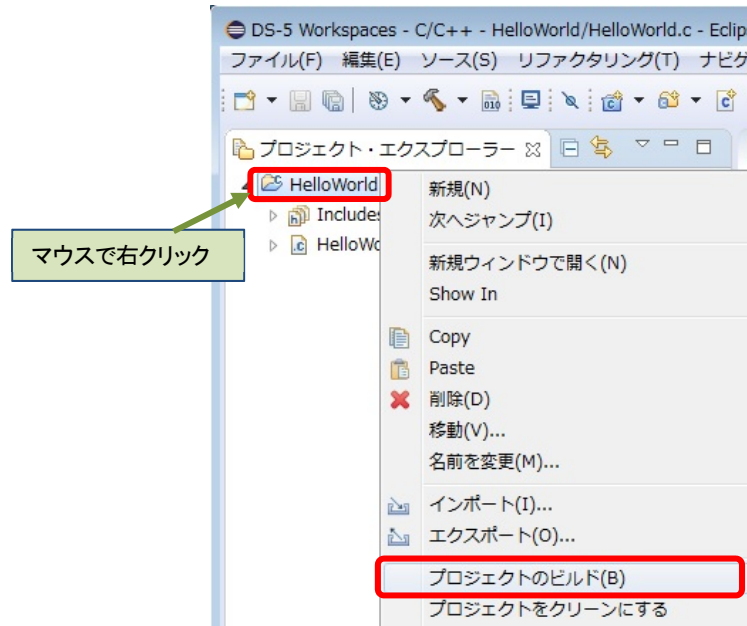 DS-5 Workspaces - C/C++ - HelloWorld/HelloWorld.c - Eclip
ファイル(F) 編集(E) ソース(S) リファクタリング(T) ナビゲ
プロジェクト・エクスプローラー
HelloWorld
Includes
HelloWo
マウスで右クリック
新規(N)
次へジャンプ(I)
新規ウィンドウで開く(N)
Show In
Copy
Paste
削除(D)
移動(V)...
名前を変更(M)...
インポート(I)...
エクスポート(O)...
プロジェクトのビルド(B)
プロジェクトをクリーンにする